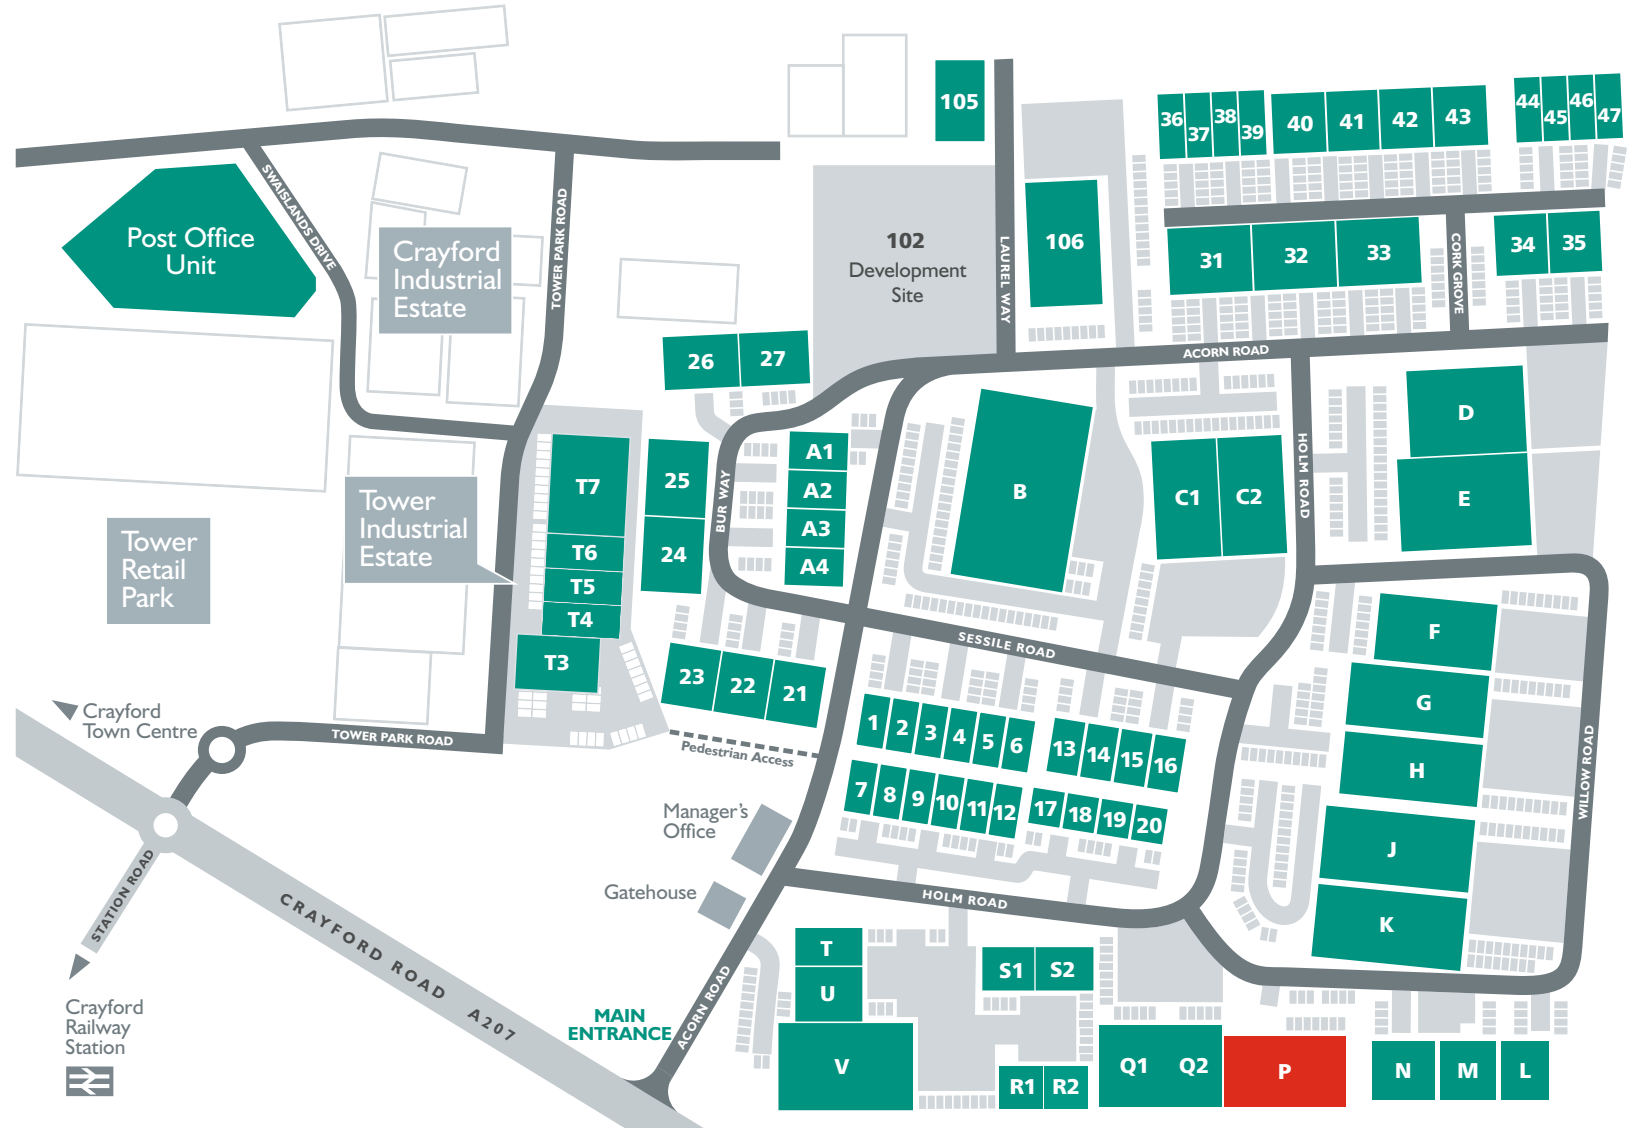 105
36
37
38
39
40
41
42
43
44
45
46
47
SWAISLANDS DRIVE
TOWER PARK ROAD
Post Office
Unit
Crayford
Industrial
Estate
102
Development
Site
LAUREL WAY
106
31
32
33
CORK GROVE
34
35
26
27
ACORN ROAD
T7
T6
T5
T4
T3
25
24
BUR WAY
A1
A2
A3
A4
B
C1
C2
HOLM ROAD
D
E
Tower
Industrial
Estate
Tower
Retail
Park
SESSILE ROAD
F
G
H
J
K
WILLOW ROAD
23
22
21
1
2
3
4
5
6
13
14
15
16
7
8
9
10
11
12
17
18
19
20
Crayford
Town Centre
TOWER PARK ROAD
Pedestrian Access
Manager's
Office
Gatehouse
HOLM ROAD
STATION ROAD
CRAYFORD ROAD A207
Crayford
Railway
Station
MAIN
ENTRANCE
ACORN ROAD
T
U
V
S1
S2
R1
R2
Q1
Q2
P
N
M
L